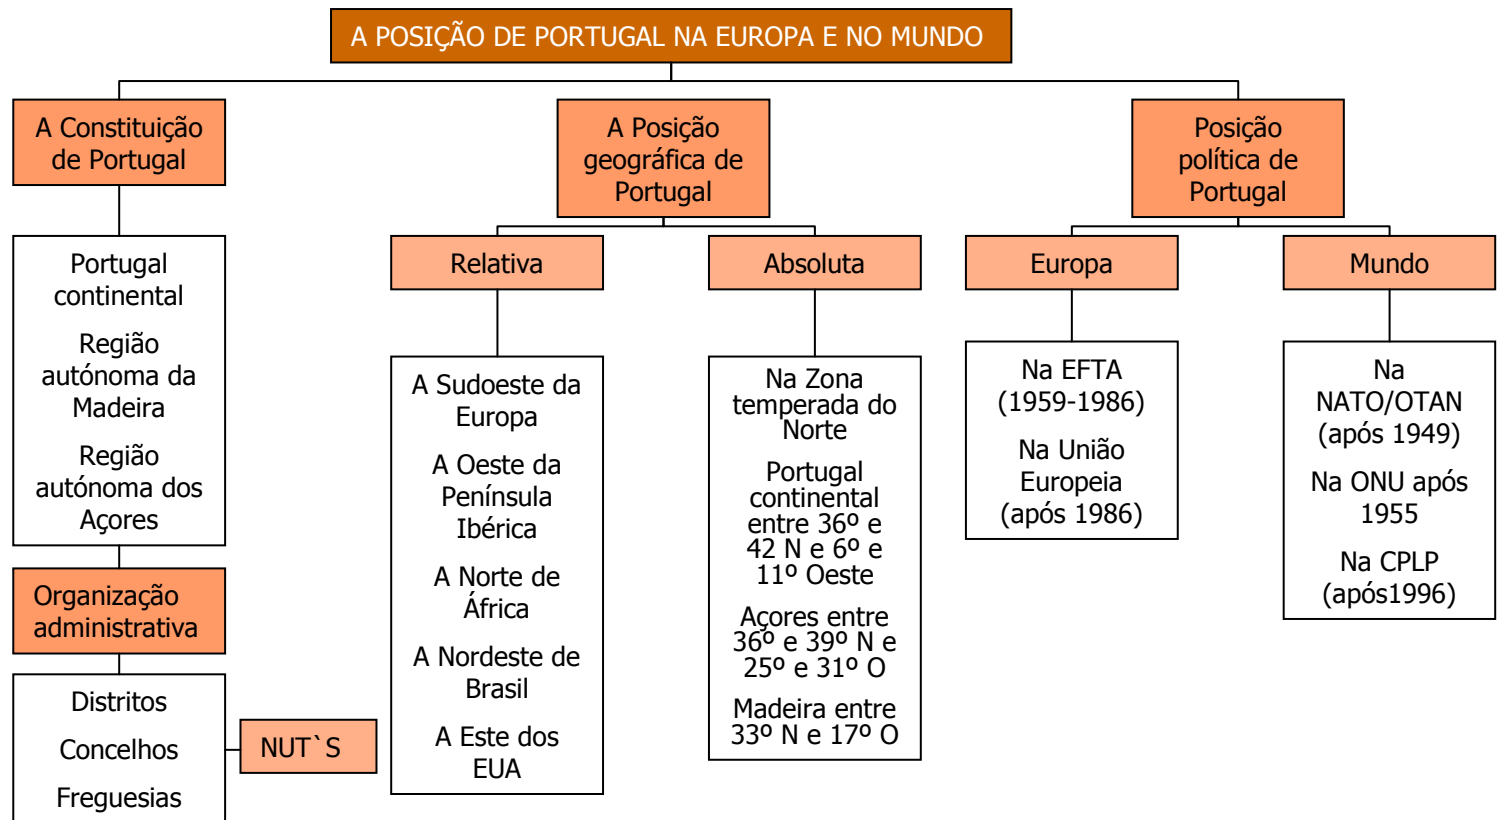 A POSIÇÃO DE PORTUGAL NA EUROPA E NO MUNDO
A Constituição
de Portugal
Portugal
continental
Região
autónoma da
Madeira
Região
autónoma dos
Açores
Organização
administrativa
Distritos
Concelhos
Freguesias
NUT`S
A Posição
geográfica de
Portugal
Relativa
A Sudoeste da
Europa
A Oeste da
Península
Ibérica
A Norte de
África
A Nordeste de
Brasil
A Este dos
EUA
Absoluta
Na Zona
temperada do
Norte
Portugal
continental
entre 36º e
42 N e 6º e
11º Oeste
Açores entre
36º e 39º N e
25º e 31º O
Madeira entre
33º N e 17º O
Posição
política de
Portugal
Europa
Na EFTA
(1959-1986)
Na União
Europeia
(após 1986)
Mundo
Na
NATO/OTAN
(após 1949)
Na ONU após
1955
Na CPLP
(após1996)